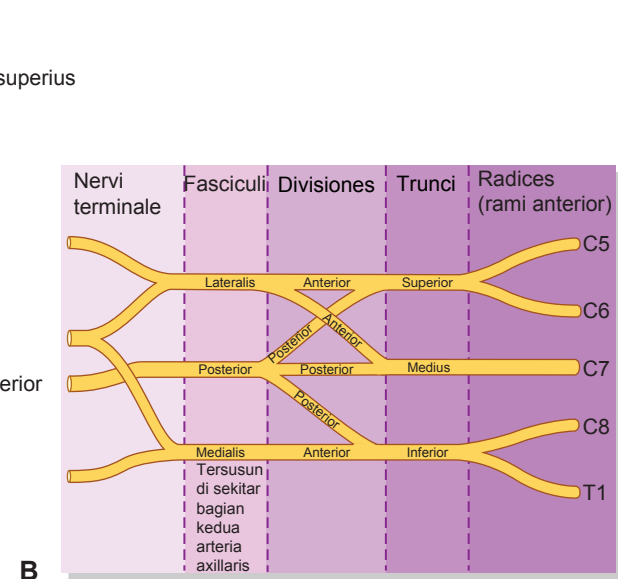 superius
Nervi
terminale
Fasciculi
Divisiones
Trunci
Radices
(rami anterior)
C5
Lateralis
Anterior
Superior
C6
Posterior
Anterior
erior
Posterior
Posterior
Medius
C7
Posterior
C8
Medialis
Anterior
Inferior
Tersusun
di sekitar
bagian
kedua
arteria
axillaris
T1
B